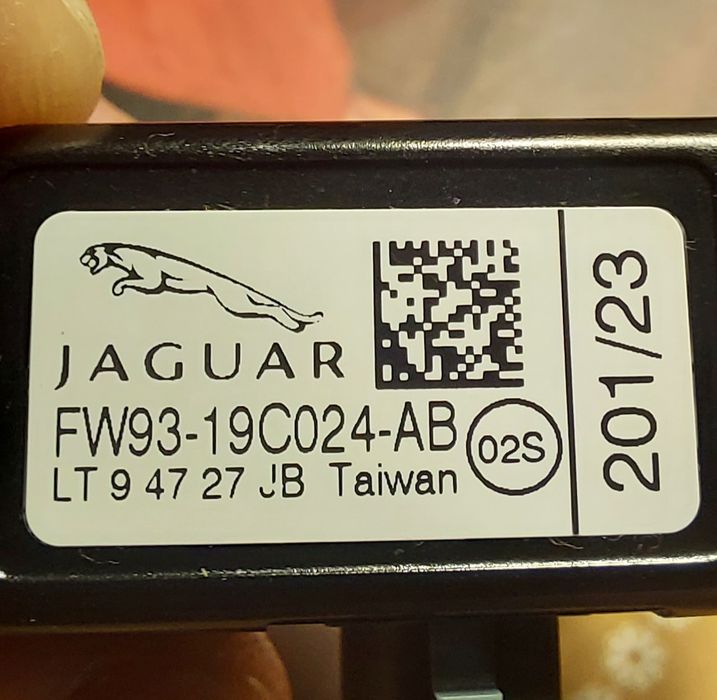 JAGUAR
FW93-19C024-AB
02S
LT 9 47 27 JB Taiwan
201/23